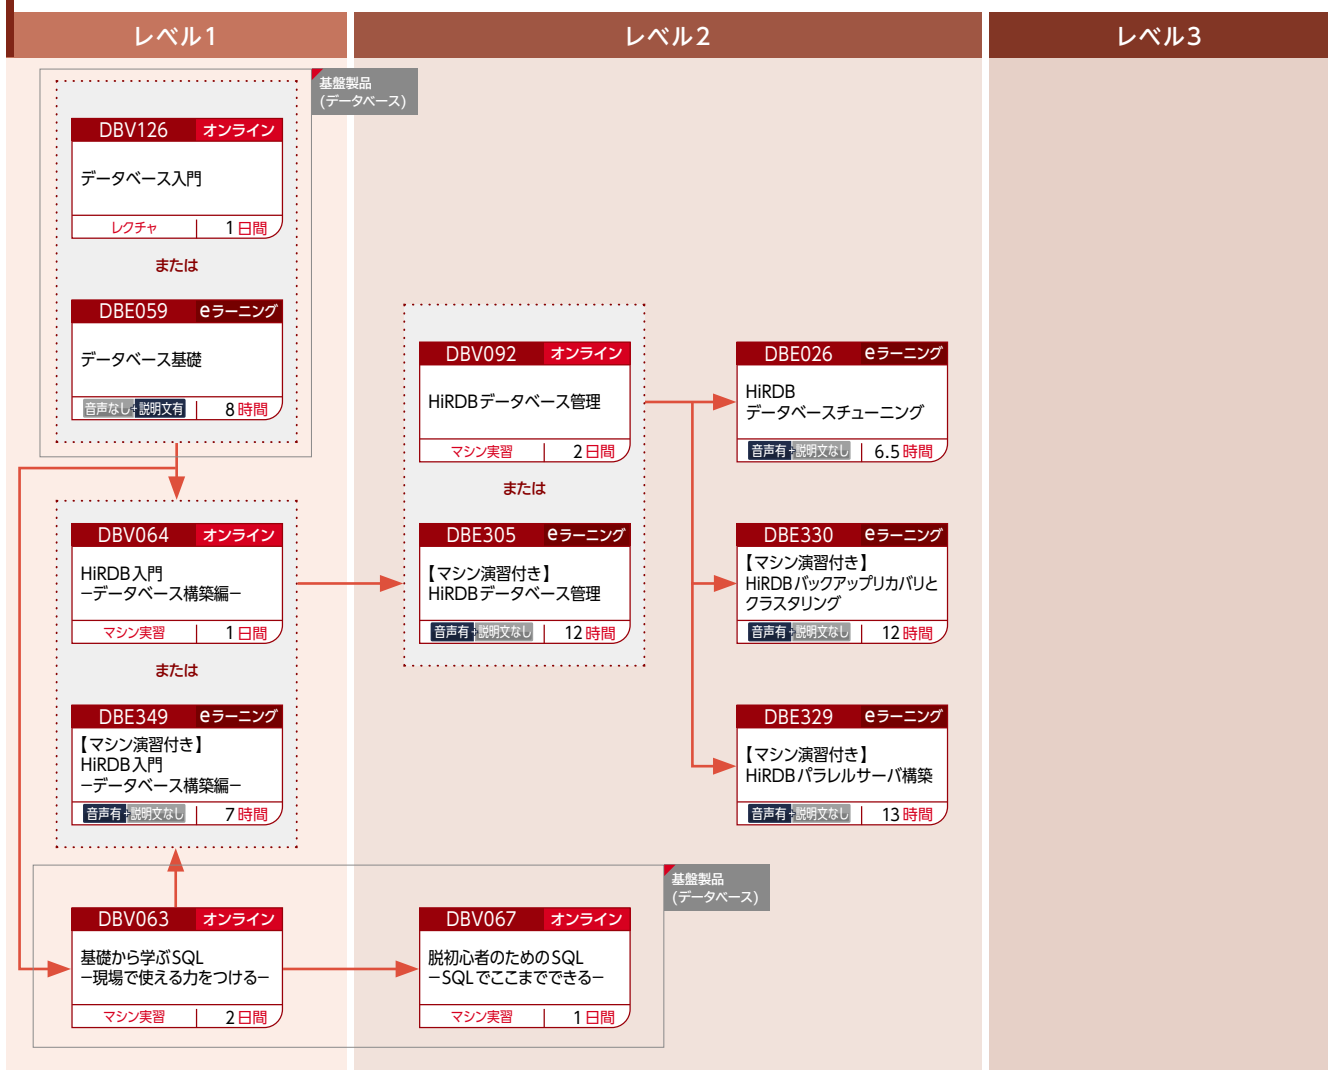 レベル1
レベル2
レベル3
基盤製品
(データベース)
DBV126 オンライン
データベース入門
レクチャ 1日間
または
DBE059 eラーニング
データベース基礎
音声なし+説明文有 8時間
DBV064 オンライン
HiRDB入門
−データベース構築編−
マシン実習 1日間
または
DBE349 eラーニング
【マシン演習付き】
HiRDB入門
−データベース構築編−
音声有+説明文なし 7時間
DBV092 オンライン
HiRDBデータベース管理
マシン実習 2日間
または
DBE305 eラーニング
【マシン演習付き】
HiRDBデータベース管理
音声有+説明文なし 12時間
DBE026 eラーニング
HiRDB
データベースチューニング
音声有+説明文なし 6.5時間
DBE330 eラーニング
【マシン演習付き】
HiRDBバックアップリカバリと
クラスタリング
音声有+説明文なし 12時間
DBE329 eラーニング
【マシン演習付き】
HiRDBパラレルサーバ構築
音声有+説明文なし 13時間
基盤製品
(データベース)
DBV063 オンライン
基礎から学ぶSQL
−現場で使える力をつける−
マシン実習 2日間
DBV067 オンライン
脱初心者のためのSQL
−SQLでここまでできる−
マシン実習 1日間